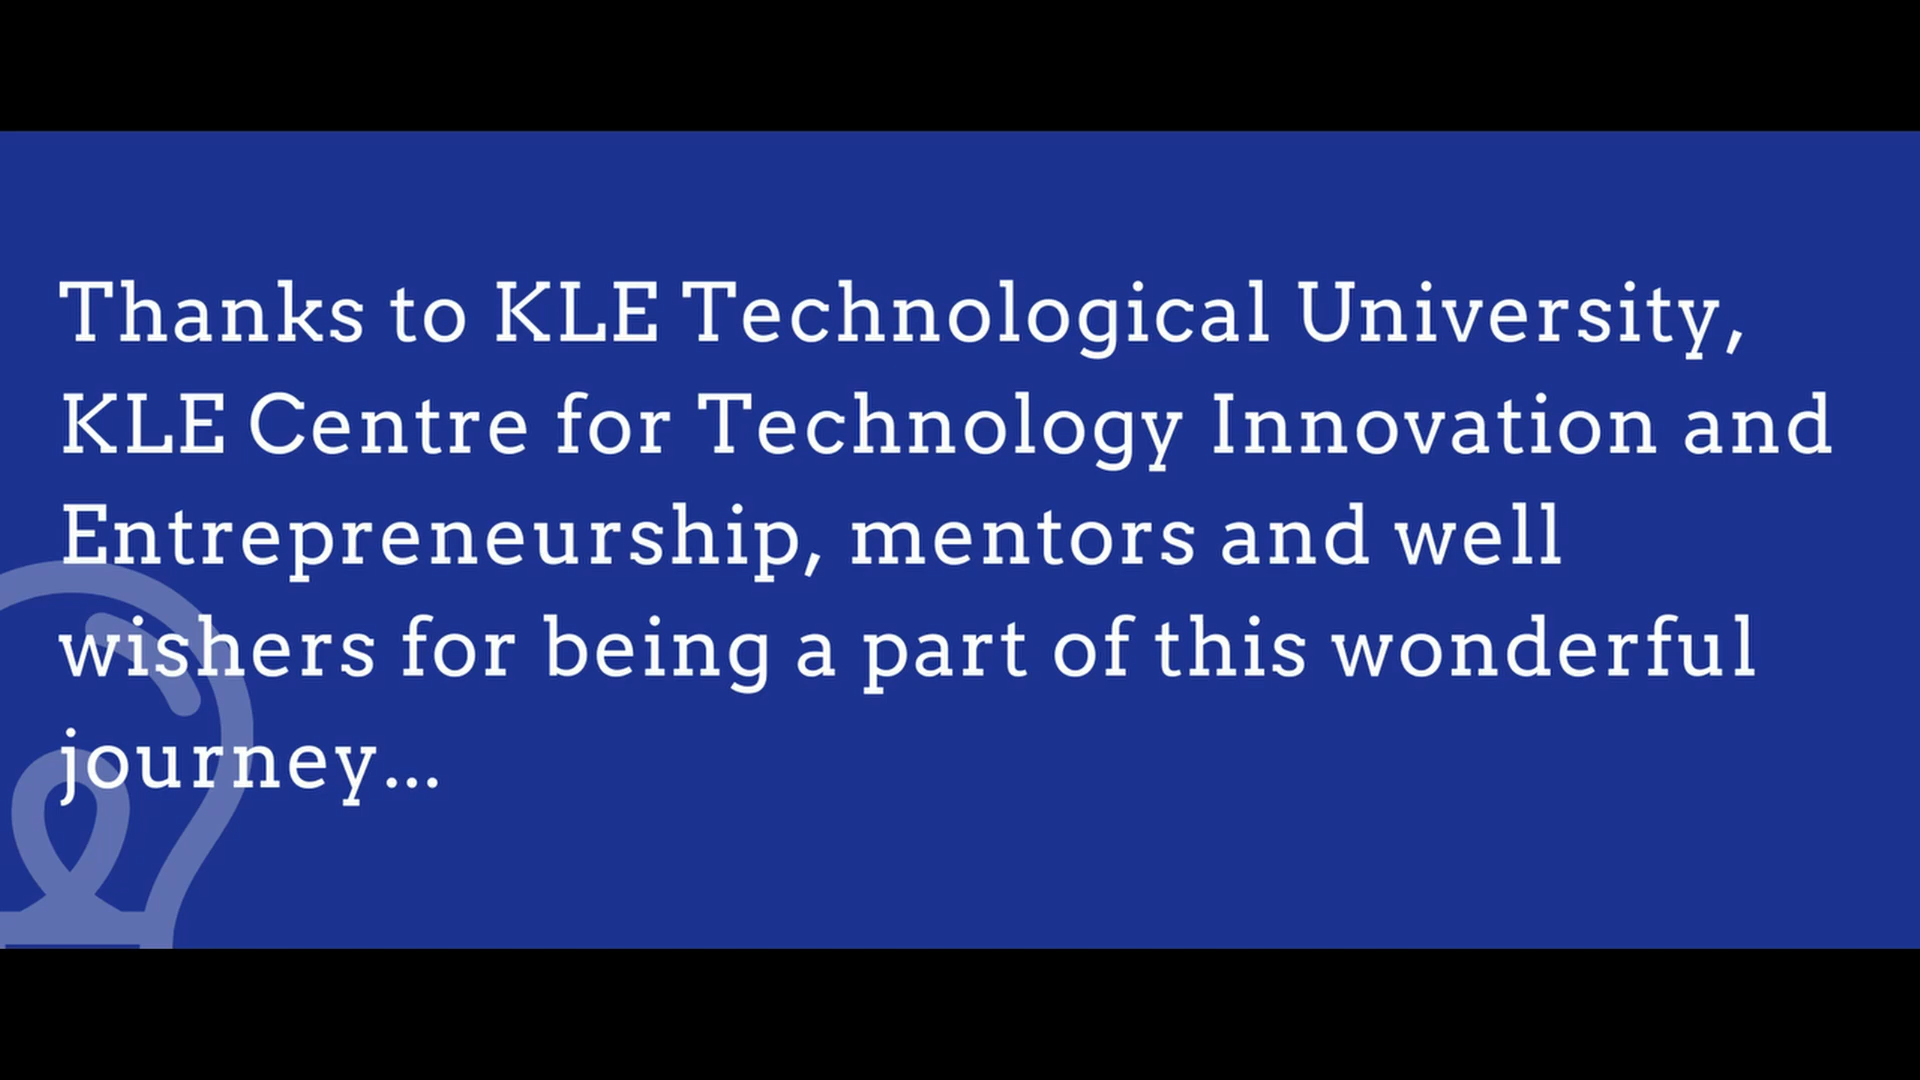 Thanks to KLE Technological University,
KLE Centre for Technology Innovation and
Entrepreneurship, mentors and well
wishers for being a part of this wonderful
journey...